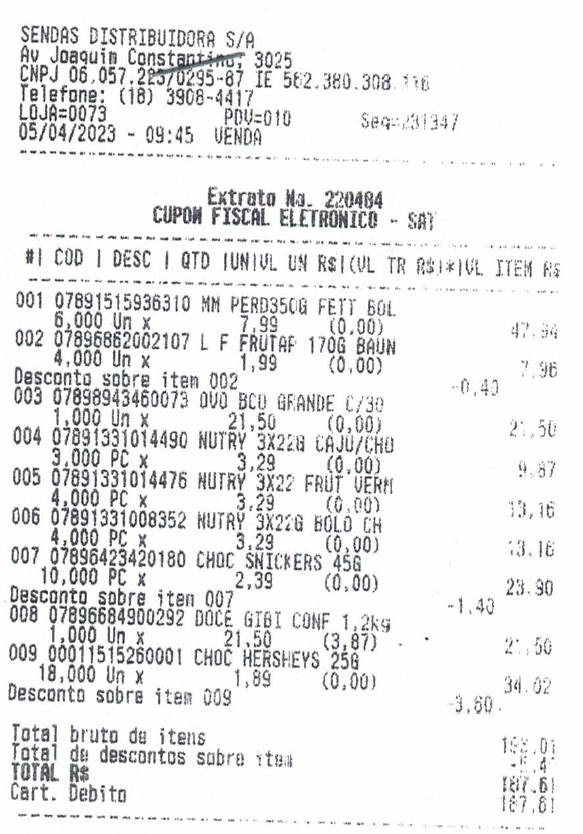 SENDAS DISTRIBUIDORA S/A
Av Joaquim Constantino, 3025
CNPJ 06.057.223/0295-87 IE 562.380.308.116
Telefone: (18) 3908-4417
LOJA=0073 PDV=010 Seq=231347
05/04/2023 - 09:45 VENDA
Extrato No. 220484
CUPOM FISCAL ELETRONICO - SAT
#| COD | DESC | QTD |UN|VL UN R$|(VL TR R$)*|VL ITEM R$
001 07891515936310 MM PERD350G FETT BOL
6,000 Un x 7,99 (0,00) 47.94
002 07896862002107 L F FRUTAP 170G BAUN
4,000 Un x 1,99 (0,00) 7,96
Desconto sobre item 002 -0,40
003 07898943460073 OVO BCO GRANDE C/30
1,000 Un x 21,50 (0,00) 21,50
004 07891331014490 NUTRY 3X22G CAJU/CHO
3,000 PC x 3,29 (0,00) 9,87
005 07891331014476 NUTRY 3X22 FRUT VERM
4,000 PC x 3,29 (0,00) 13,16
006 07891331008352 NUTRY 3X22G BOLO CH
4,000 PC x 3,29 (0,00) 13.16
007 07896423420180 CHOC SNICKERS 45G
10,000 PC x 2,39 (0,00) 23.90
Desconto sobre item 007 -1,40
008 07896684900292 DOCE GIBI CONF 1,2kg
1,000 Un x 21,50 (3,87) 21,50
009 00011515260001 CHOC HERSHEYS 25G
18,000 Un x 1,89 (0,00) 34.02
Desconto sobre item 009 -3,60
Total bruto de itens 193.01
Total de descontos sobre item
TOTAL R$ 187.61
Cart. Debito 187,61